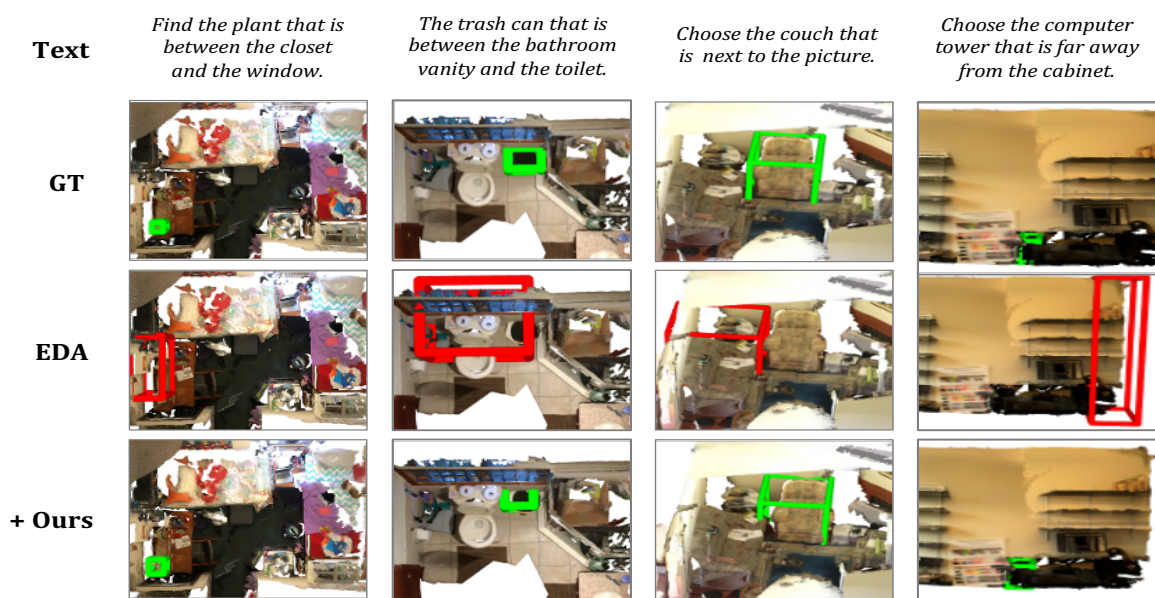 Text
Find the plant that is
between the closet
and the window.
The trash can that is
between the bathroom
vanity and the toilet.
Choose the couch that
is next to the picture.
Choose the computer
tower that is far away
from the cabinet.
GT
EDA
+ Ours